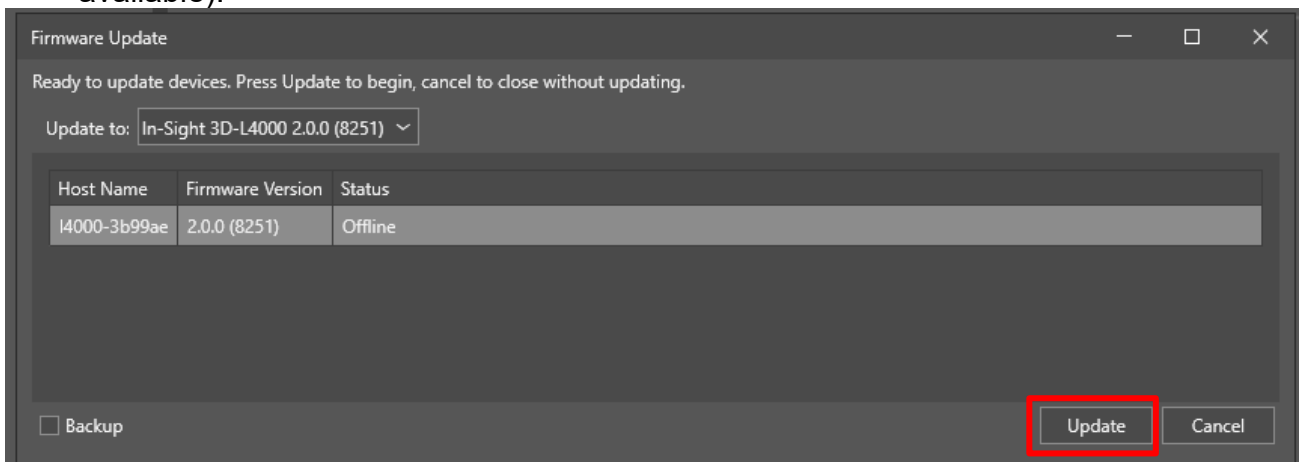 available).
Firmware Update
Ready to update devices. Press Update to begin, cancel to close without updating.
Update to: In-Sight 3D-L4000 2.0.0 (8251)
Host Name Firmware Version Status
l4000-3b99ae 2.0.0 (8251) Offline
Backup Update Cancel